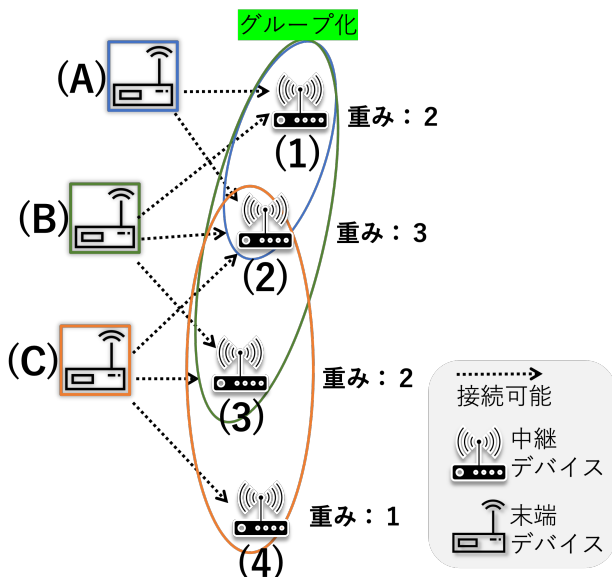 グループ化
(A)
重み：2
(1)
(B)
重み：3
(2)
(C)
重み：2
(3)
重み：1
(4)
接続可能
中継
デバイス
末端
デバイス